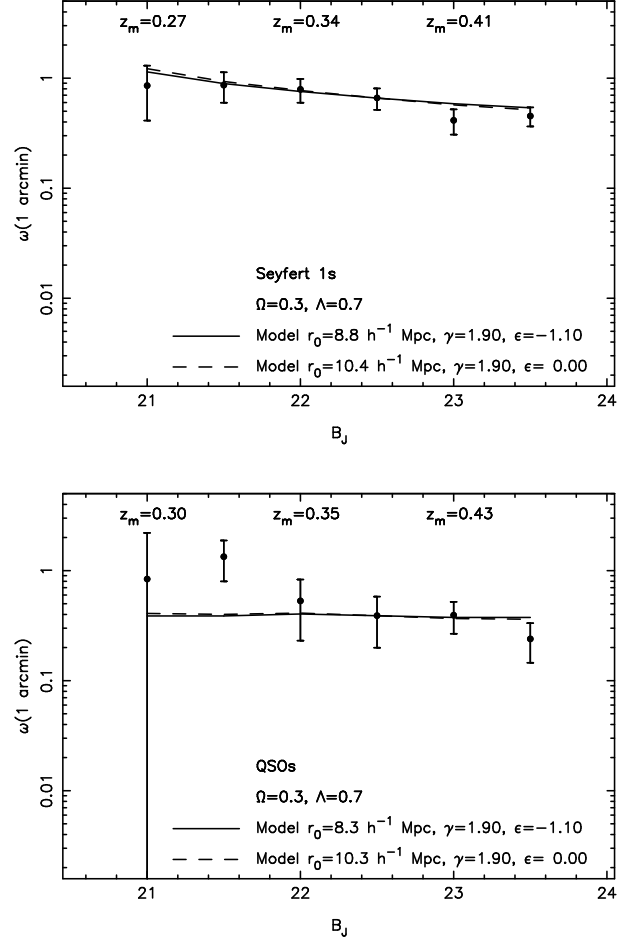 z_m=0.27 z_m=0.34 z_m=0.41
1
0.1
0.01
ω(1 arcmin)
Seyfert 1s
Ω=0.3, Λ=0.7
Model r_0=8.8 h^{-1} Mpc, γ=1.90, ϵ=−1.10
Model r_0=10.4 h^{-1} Mpc, γ=1.90, ϵ= 0.00
21 22 23 24
B_J
z_m=0.30 z_m=0.35 z_m=0.43
1
0.1
0.01
ω(1 arcmin)
QSOs
Ω=0.3, Λ=0.7
Model r_0=8.3 h^{-1} Mpc, γ=1.90, ϵ=−1.10
Model r_0=10.3 h^{-1} Mpc, γ=1.90, ϵ= 0.00
21 22 23 24
B_J